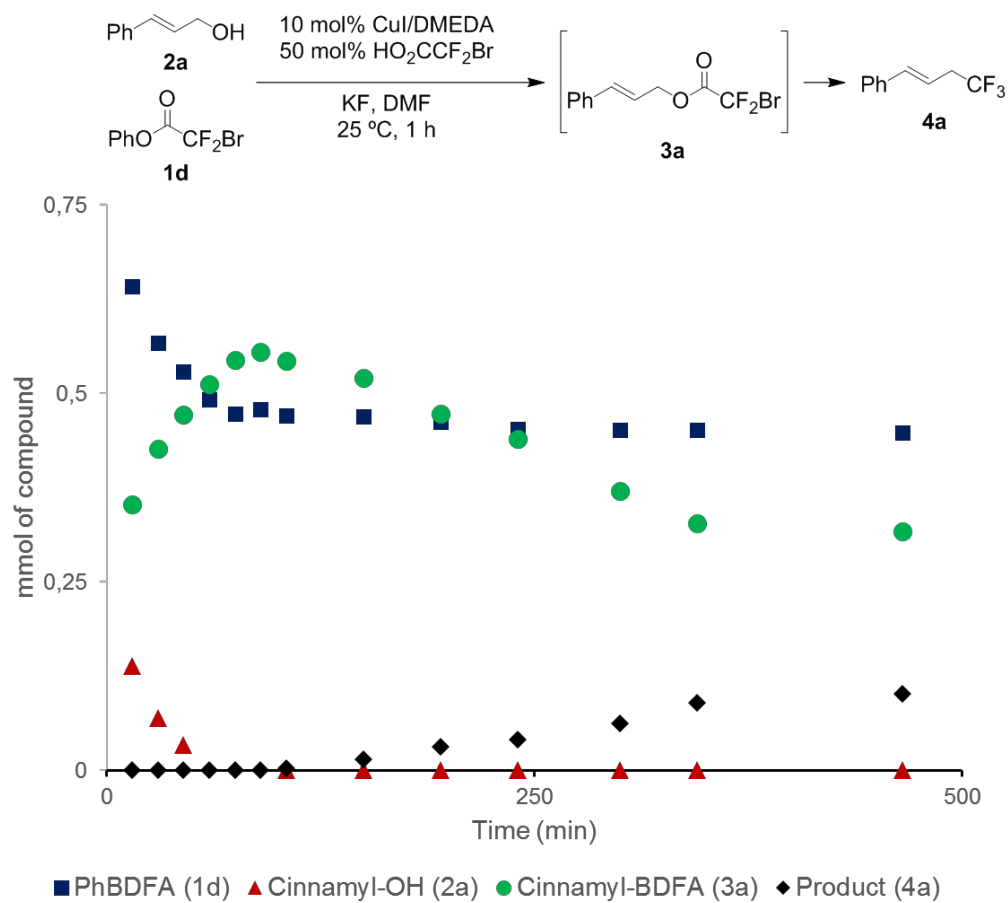 Ph OH
2a
O
PhO CF₂Br
1d
10 mol% CuI/DMEDA
50 mol% HO₂CCF₂Br
KF, DMF
25 ºC, 1 h
O
Ph O CF₂Br
3a
Ph CF₃
4a
0,75
0,5
0,25
0
mmol of compound
0 250 500
Time (min)
PhBDFA (1d) Cinnamyl-OH (2a) Cinnamyl-BDFA (3a) Product (4a)